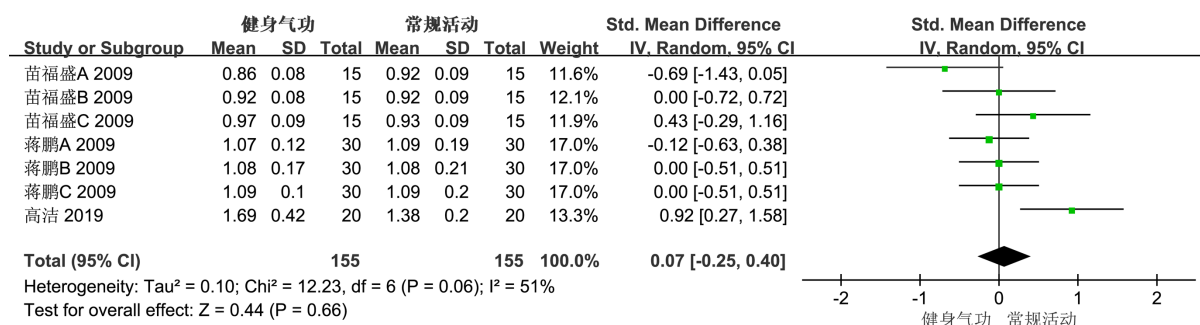 健身气功 常规活动 Std. Mean Difference Std. Mean Difference
Study or Subgroup Mean SD Total Mean SD Total Weight IV, Random, 95% CI IV, Random, 95% CI
苗福盛A 2009 0.86 0.08 15 0.92 0.09 15 11.6% -0.69 [-1.43, 0.05]
苗福盛B 2009 0.92 0.08 15 0.92 0.09 15 12.1% 0.00 [-0.72, 0.72]
苗福盛C 2009 0.97 0.09 15 0.93 0.09 15 11.9% 0.43 [-0.29, 1.16]
蒋鹏A 2009 1.07 0.12 30 1.09 0.19 30 17.0% -0.12 [-0.63, 0.38]
蒋鹏B 2009 1.08 0.17 30 1.08 0.21 30 17.0% 0.00 [-0.51, 0.51]
蒋鹏C 2009 1.09 0.1 30 1.09 0.2 30 17.0% 0.00 [-0.51, 0.51]
高洁 2019 1.69 0.42 20 1.38 0.2 20 13.3% 0.92 [0.27, 1.58]
Total (95% CI) 155 155 100.0% 0.07 [-0.25, 0.40]
Heterogeneity: Tau² = 0.10; Chi² = 12.23, df = 6 (P = 0.06); I² = 51%
Test for overall effect: Z = 0.44 (P = 0.66)
-2 -1 0 1 2
健身气功 常规活动